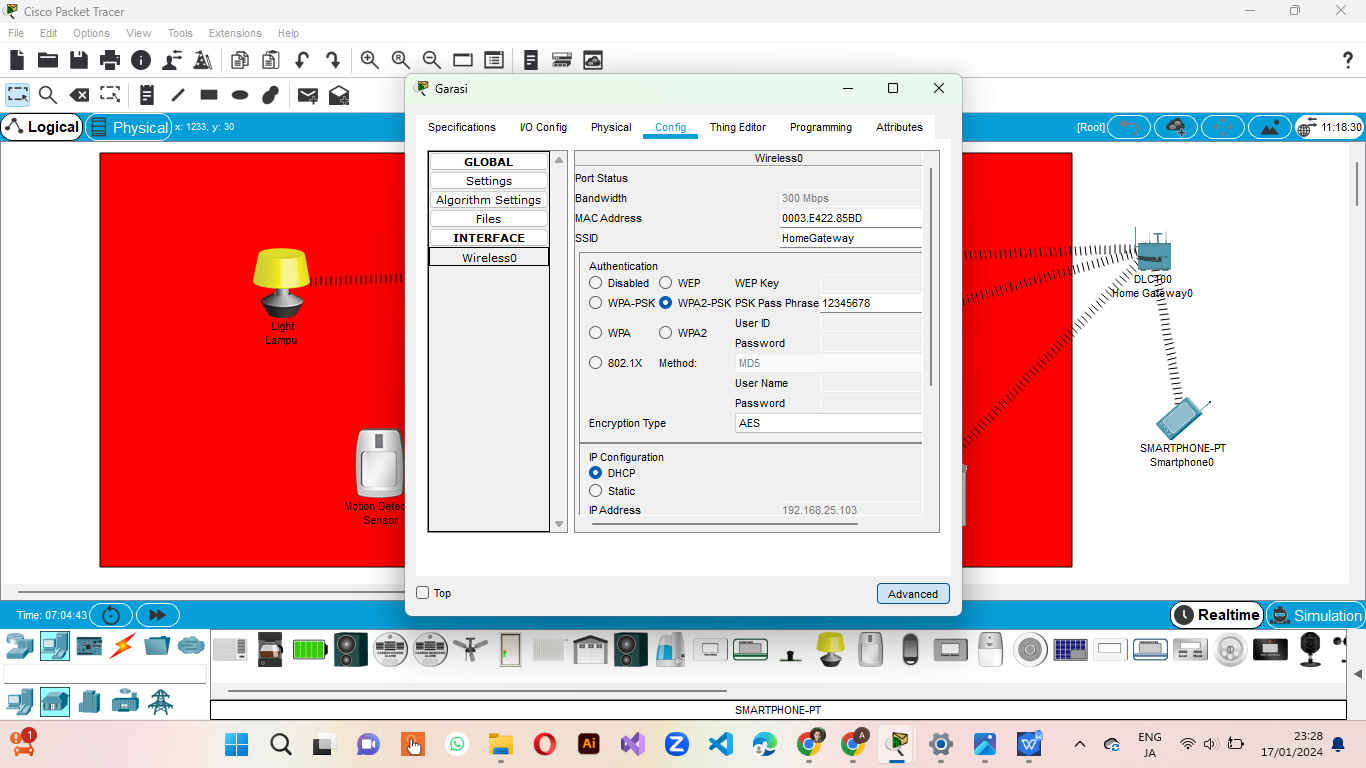 Cisco Packet Tracer
File Edit Options View Tools Extensions Help
Logical
Physical
x: 1233, y: 30
[Root]
11:18:30
Garasi
Specifications I/O Config Physical Config Thing Editor Programming Attributes
GLOBAL
Settings
Algorithm Settings
Files
INTERFACE
Wireless0
Wireless0
Port Status
Bandwidth 300 Mbps
MAC Address 0003.E422.85BD
SSID HomeGateway
Authentication
Disabled WEP WEP Key
WPA-PSK WPA2-PSK PSK Pass Phrase 12345678
User ID
WPA WPA2
Password
802.1X Method: MD5
User Name
Password
Encryption Type AES
IP Configuration
DHCP
Static
IP Address 192.168.25.103
Top
Advanced
Light
Lampu
Motion Detec
Sensor
DLC100
Home Gateway0
SMARTPHONE-PT
Smartphone0
Time: 07:04:43
Realtime
Simulation
SMARTPHONE-PT
1
ENG
JA
23:28
17/01/2024